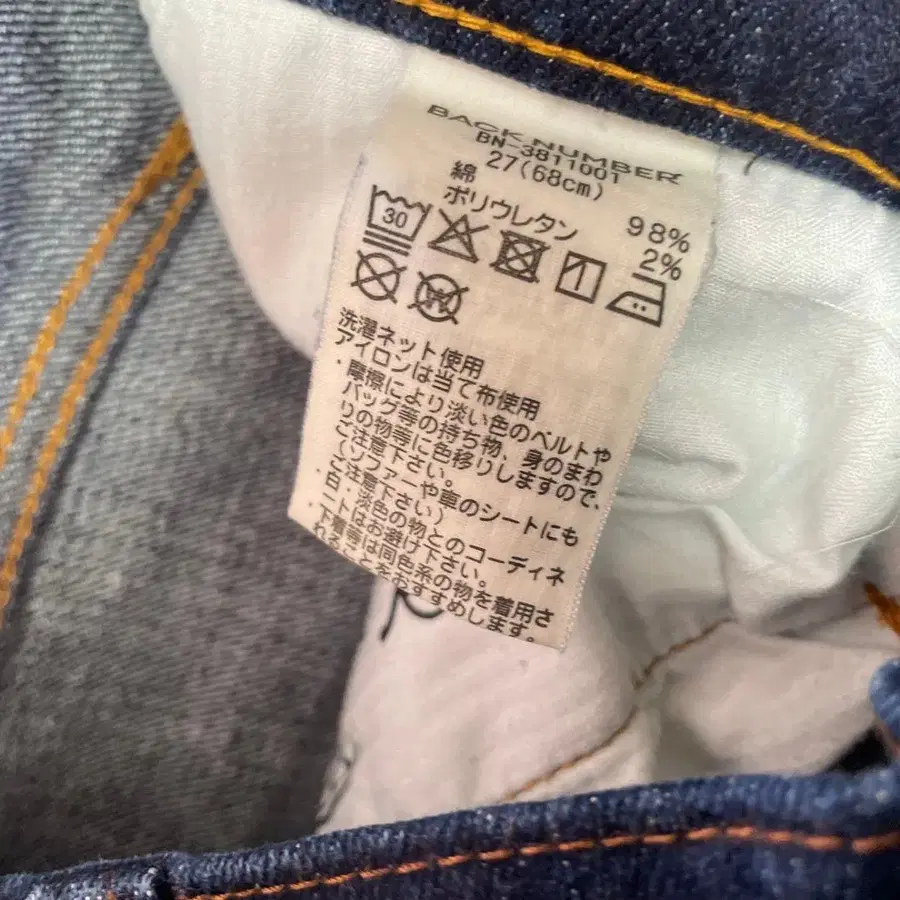 BACK NUMBER
BN-3811001
27(68cm)
綿 98%
ポリウレタン 2%
30
洗濯ネット使用
アイロンは当て布使用
・摩擦により淡い色のベルトや
バッグ等の持ち物、身のまわ
りの物等に色移りしますので、
ご注意下さい。
(ソファーや車のシートにも
ご注意下さい)
・白・淡色の物とのコーディネ
ートはお避け下さい。
・下着等は同色系の物を着用さ
れることをおすすめします。